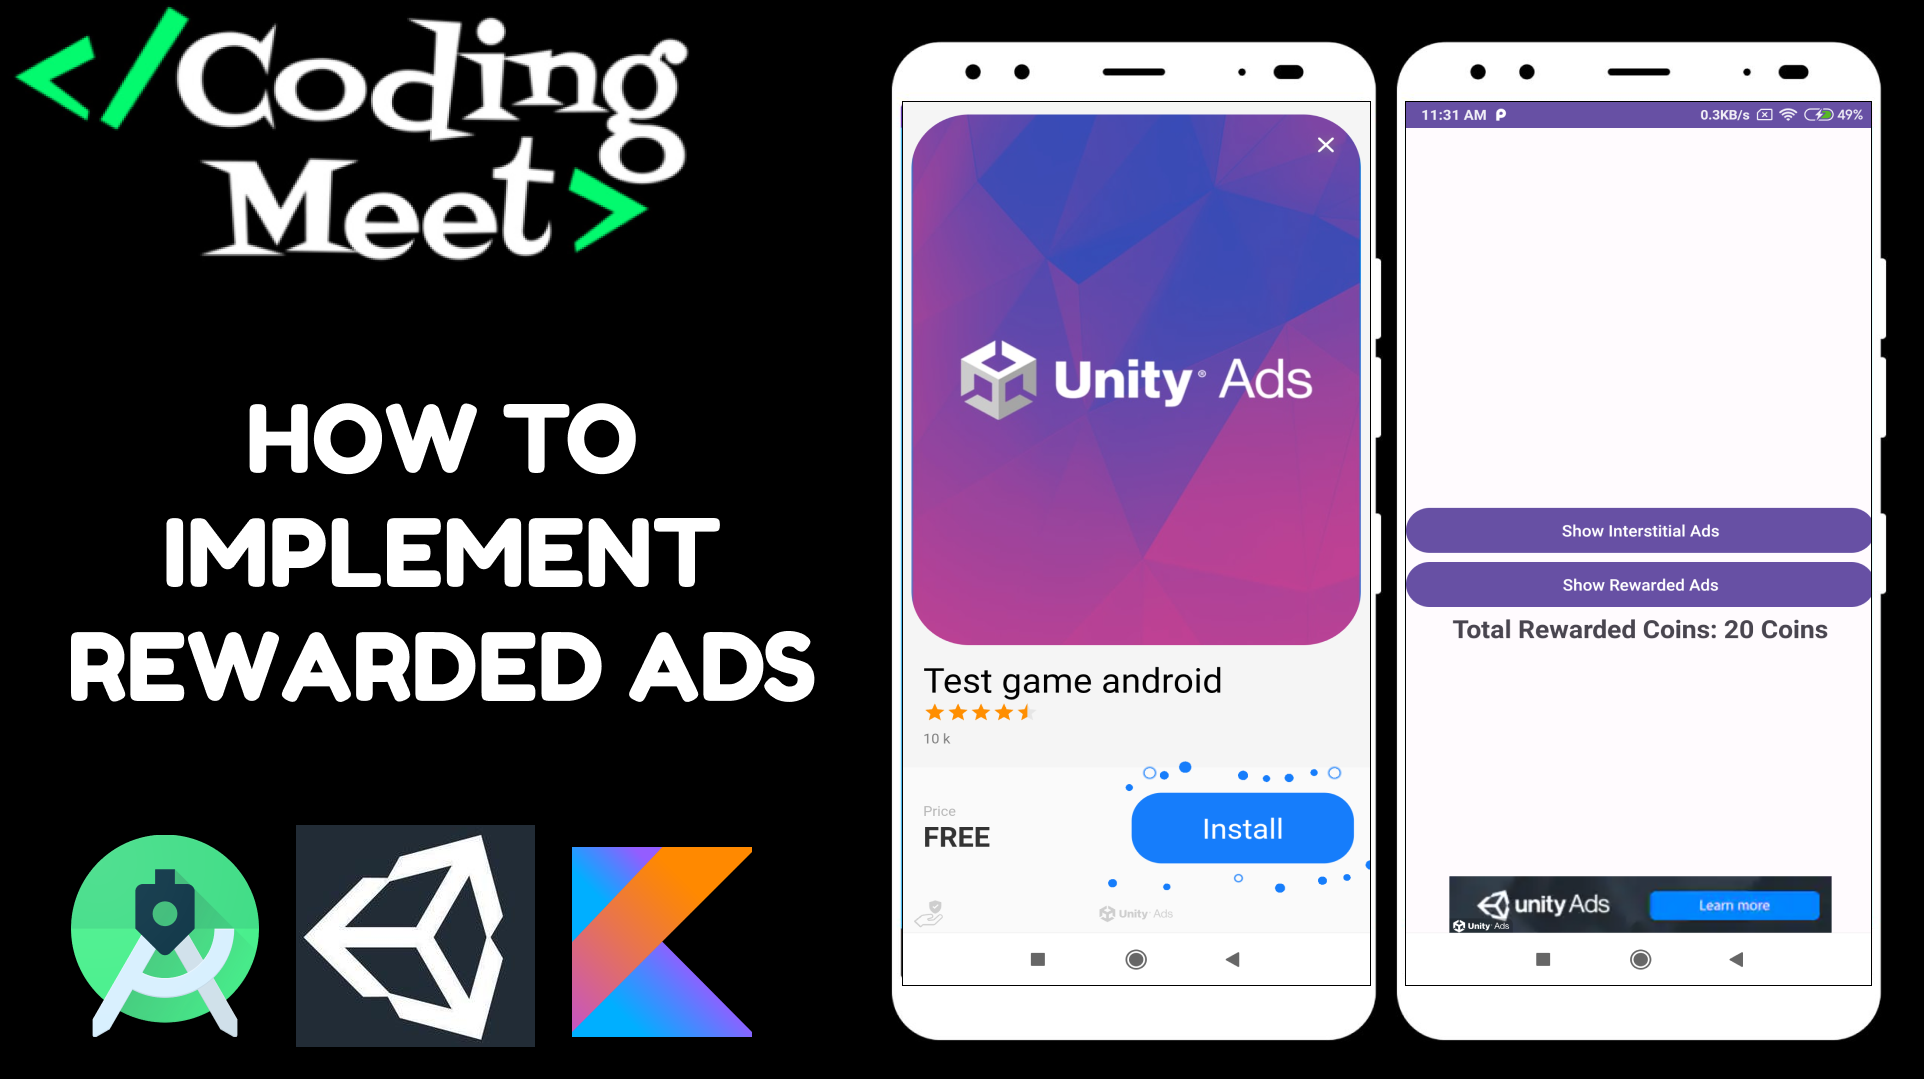 </Coding
Meet>
HOW TO
IMPLEMENT
REWARDED ADS
Unity® Ads
Test game android
10 k
Price
FREE
Install
Unity® Ads
11:31 AM
0.3KB/s
49%
Show Interstitial Ads
Show Rewarded Ads
Total Rewarded Coins: 20 Coins
unity Ads
Learn more
Unity® Ads